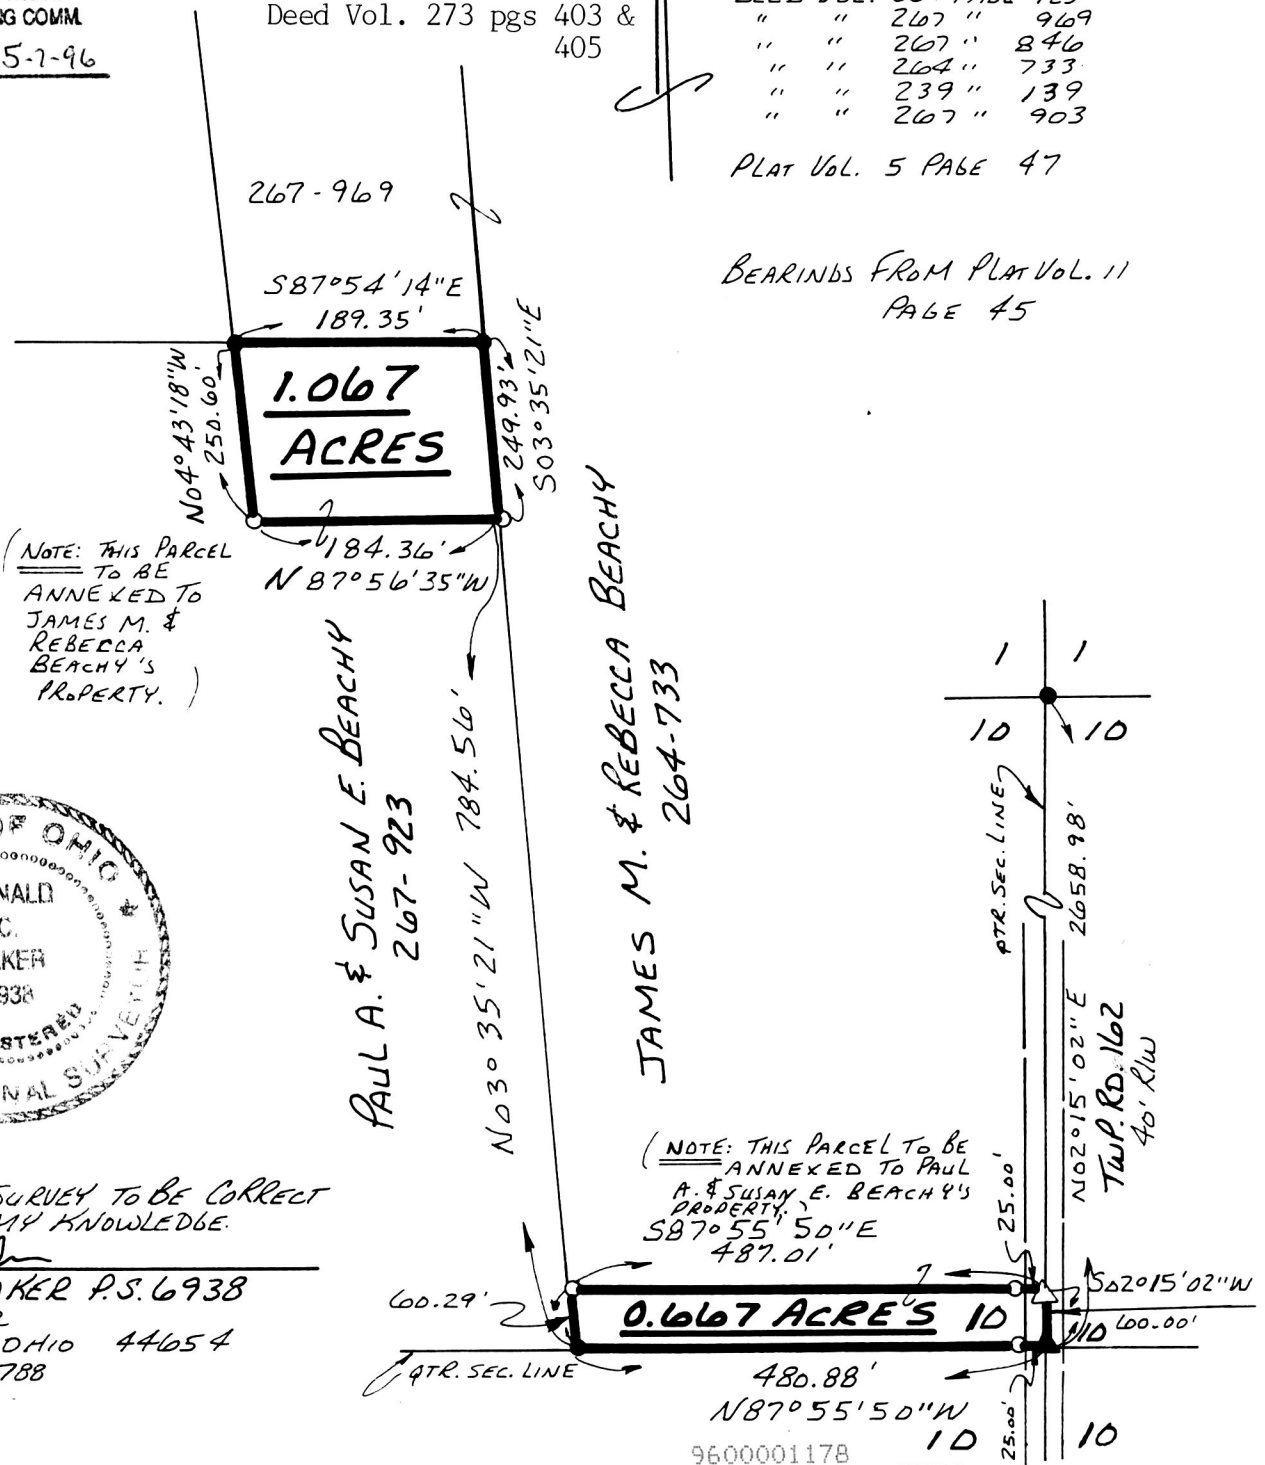 NG COMM.
5-7-96
Deed Vol. 273 pgs 403 &
405
" " 267 " 969
" " 267 " 846
" " 264 " 733
" " 239 " 139
" " 267 " 903
PLAT VOL. 5 PAGE 47
BEARINGS FROM PLAT VOL. 11
PAGE 45
267-969
S87°54'14"E
189.35'
N04°43'18"W
250.60'
1.067
ACRES
249.93'
S03°35'21"E
184.36'
N87°56'35"W
(NOTE: THIS PARCEL
TO BE
ANNEXED TO
JAMES M. &
REBECCA
BEACHY'S
PROPERTY.)
PAUL A. & SUSAN E. BEACHY
267-923
N03°35'21"W 784.56'
JAMES M. & REBECCA BEACHY
264-733
1 1
10 10
QTR. SEC. LINE
2658.98'
N02°15'02"E
TWP. RD. 162
40' R/W
OF OHIO
NALD
C.
KER
938
STERED
NAL SURVEYOR
SURVEY TO BE CORRECT
MY KNOWLEDGE.
KER P.S. 6938
OHIO 44654
788
(NOTE: THIS PARCEL TO BE
ANNEXED TO PAUL
A. & SUSAN E. BEACHY'S
PROPERTY.)
S87°55'50"E
487.01'
25.00'
60.29'
0.667 ACRES 10
S02°15'02"W
60.00'
10
QTR. SEC. LINE
480.88'
N87°55'50"W
25.00'
10 10
9600001178